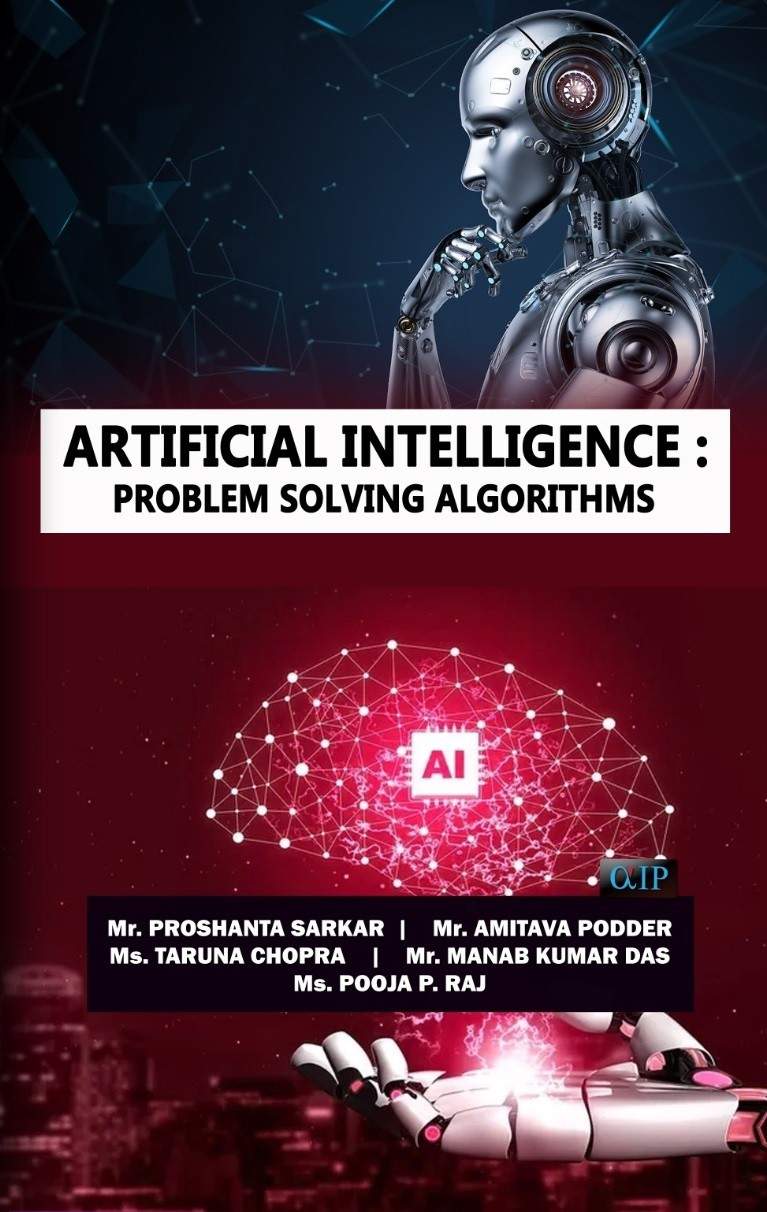 ARTIFICIAL INTELLIGENCE :
PROBLEM SOLVING ALGORITHMS
AI
αIP
Mr. PROSHANTA SARKAR | Mr. AMITAVA PODDER
Ms. TARUNA CHOPRA | Mr. MANAB KUMAR DAS
Ms. POOJA P. RAJ